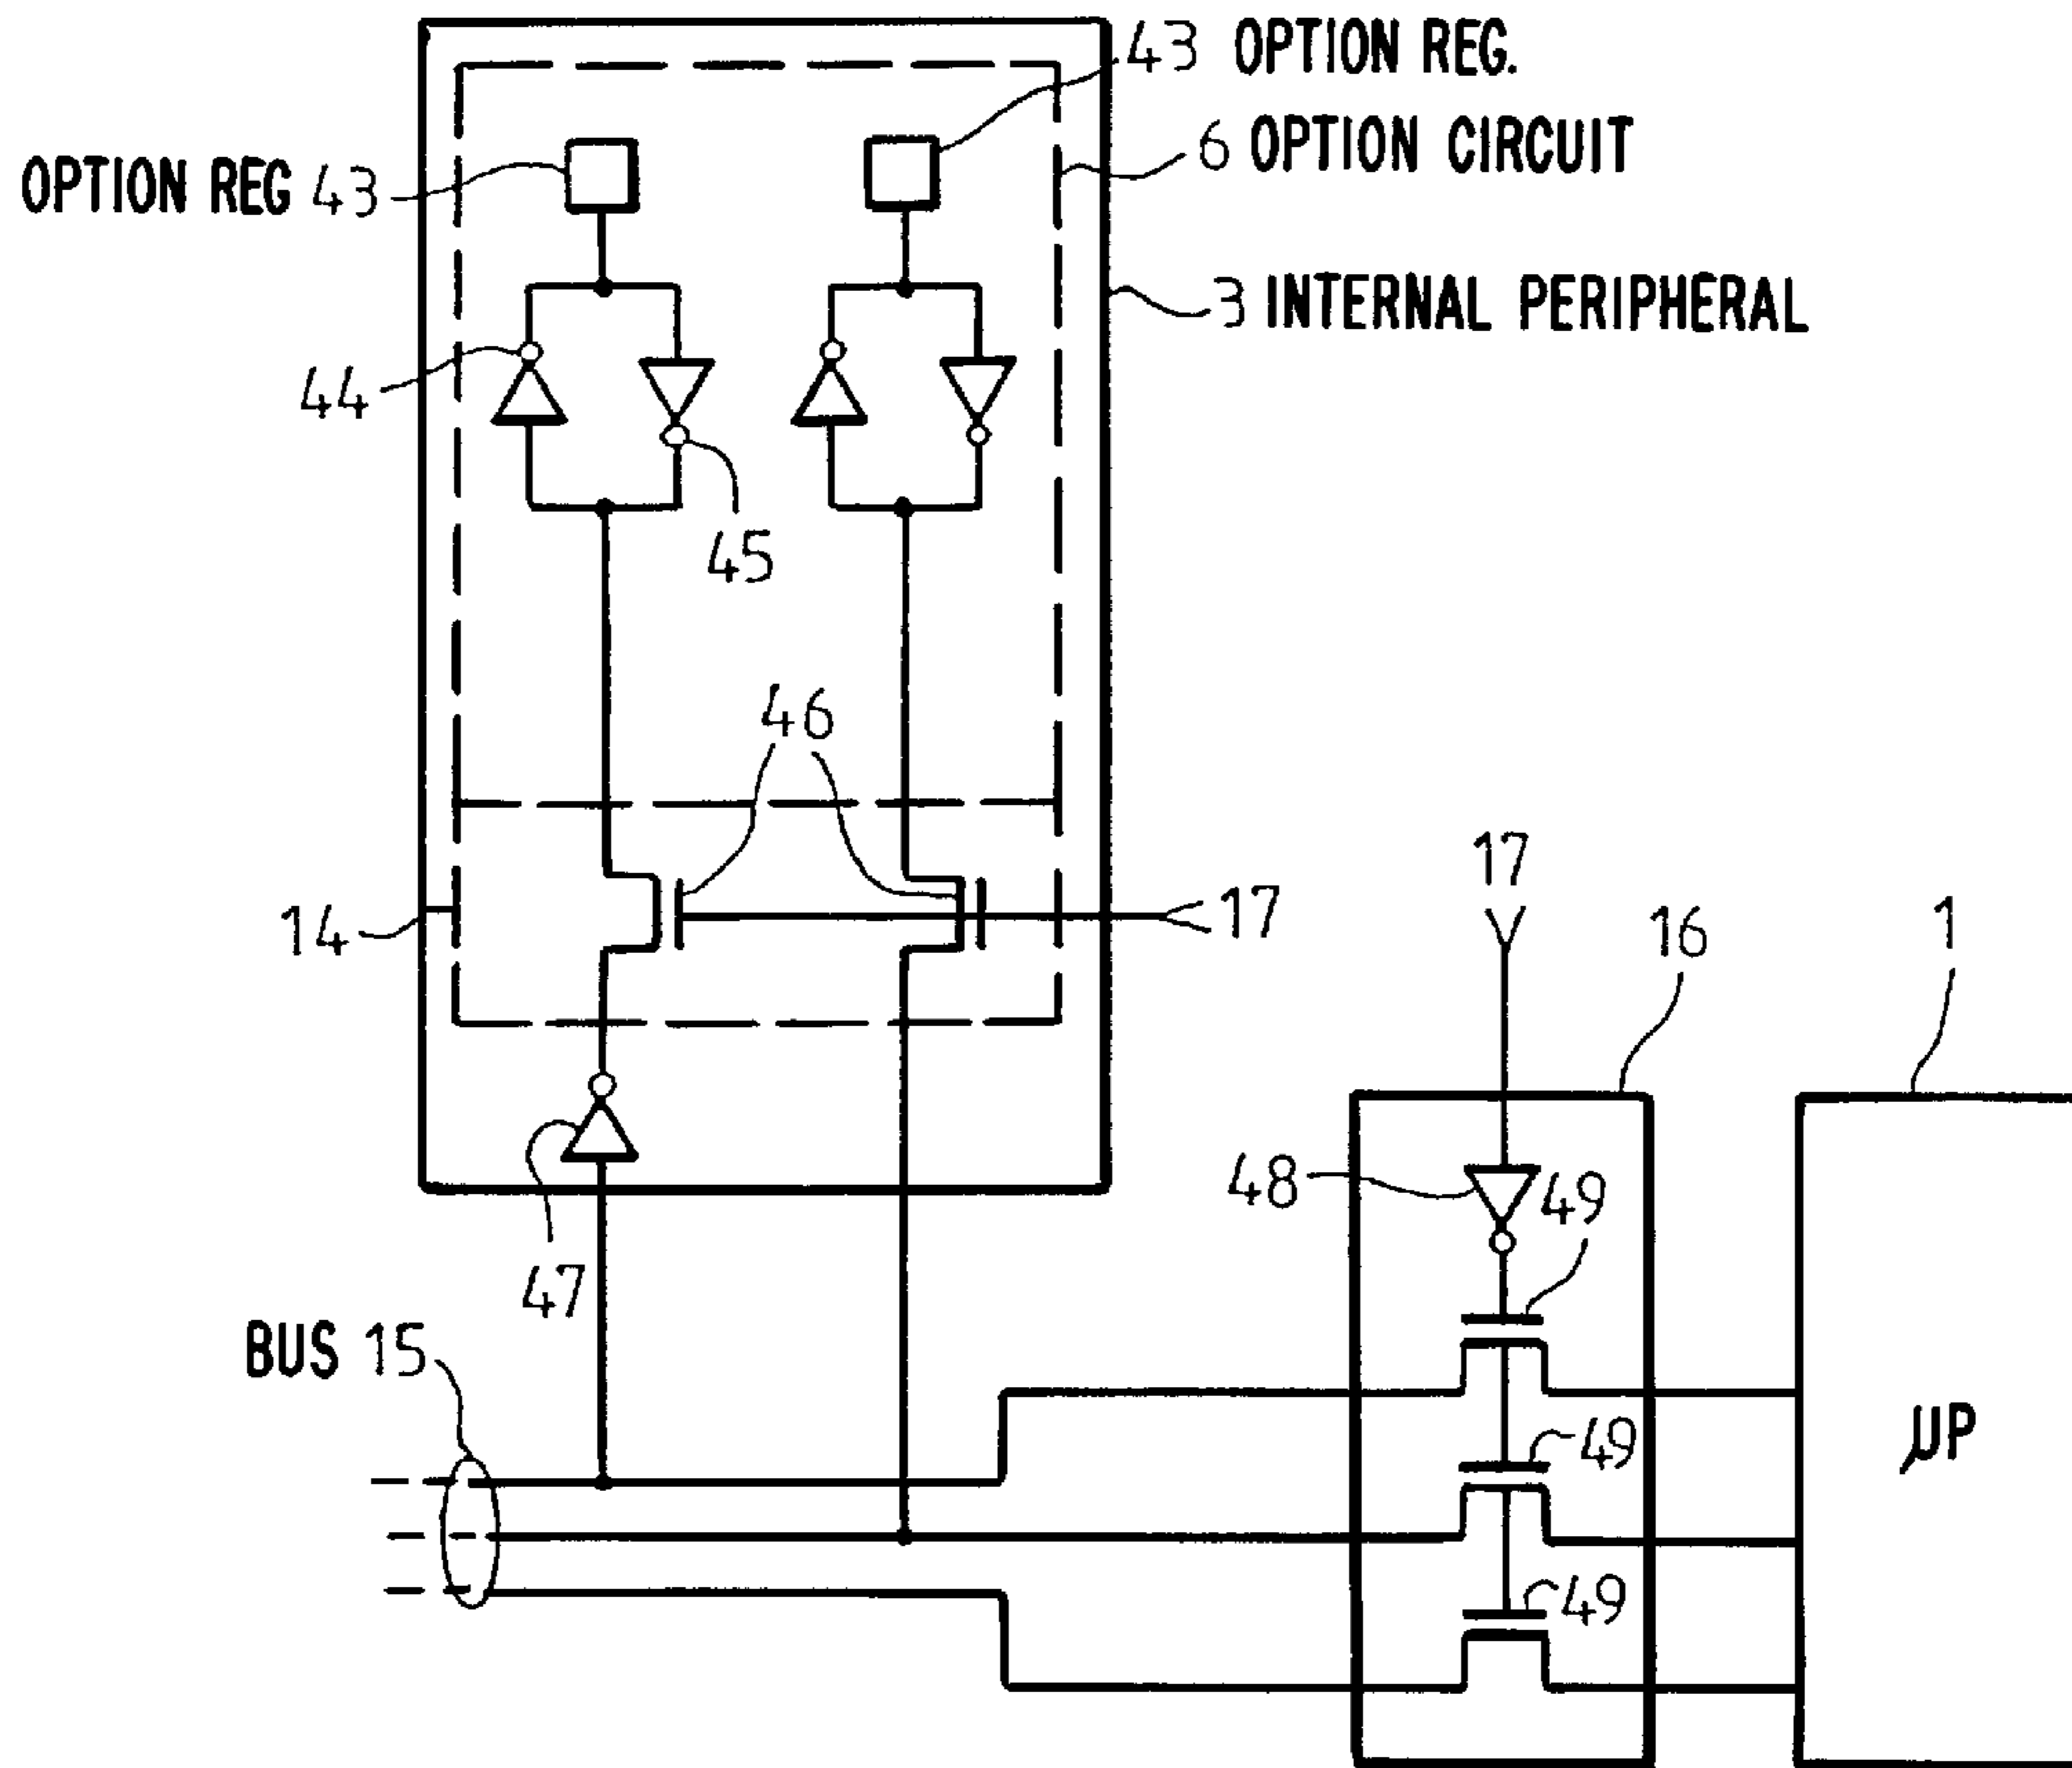 43 OPTION REG.
6 OPTION CIRCUIT
OPTION REG 43
3 INTERNAL PERIPHERAL
44
45
46
17
14
17
16
1
48
49
47
BUS 15
49
µP
49